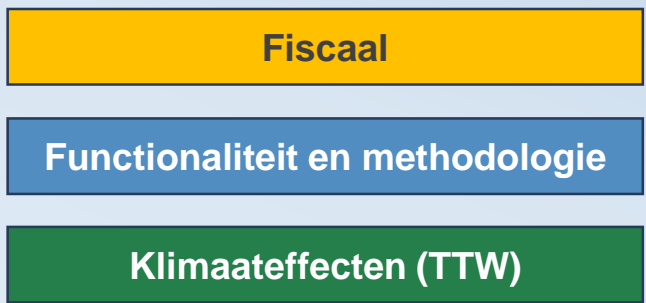 Fiscaal
Functionaliteit en methodologie
Klimaateffecten (TTW)